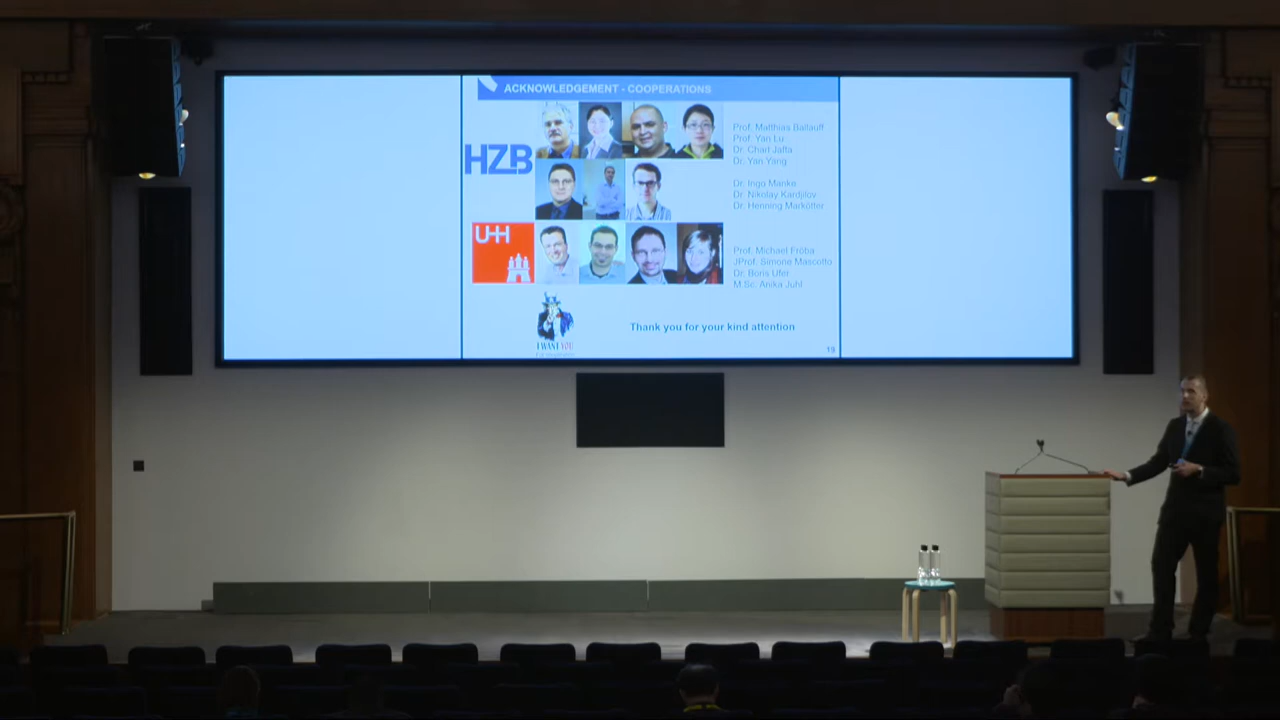 ACKNOWLEDGEMENT - COOPERATIONS
HZB
Prof. Matthias Ballauff
Prof. Yan Lu
Dr. Charl Jafta
Dr. Yan Yang
Dr. Ingo Manke
Dr. Nikolay Kardjilov
Dr. Henning Markötter
UHH
Prof. Michael Fröba
JProf. Simone Mascotto
Dr. Boris Ufer
M.Sc. Anika Juhl
I WANT YOU
Thank you for your kind attention
19